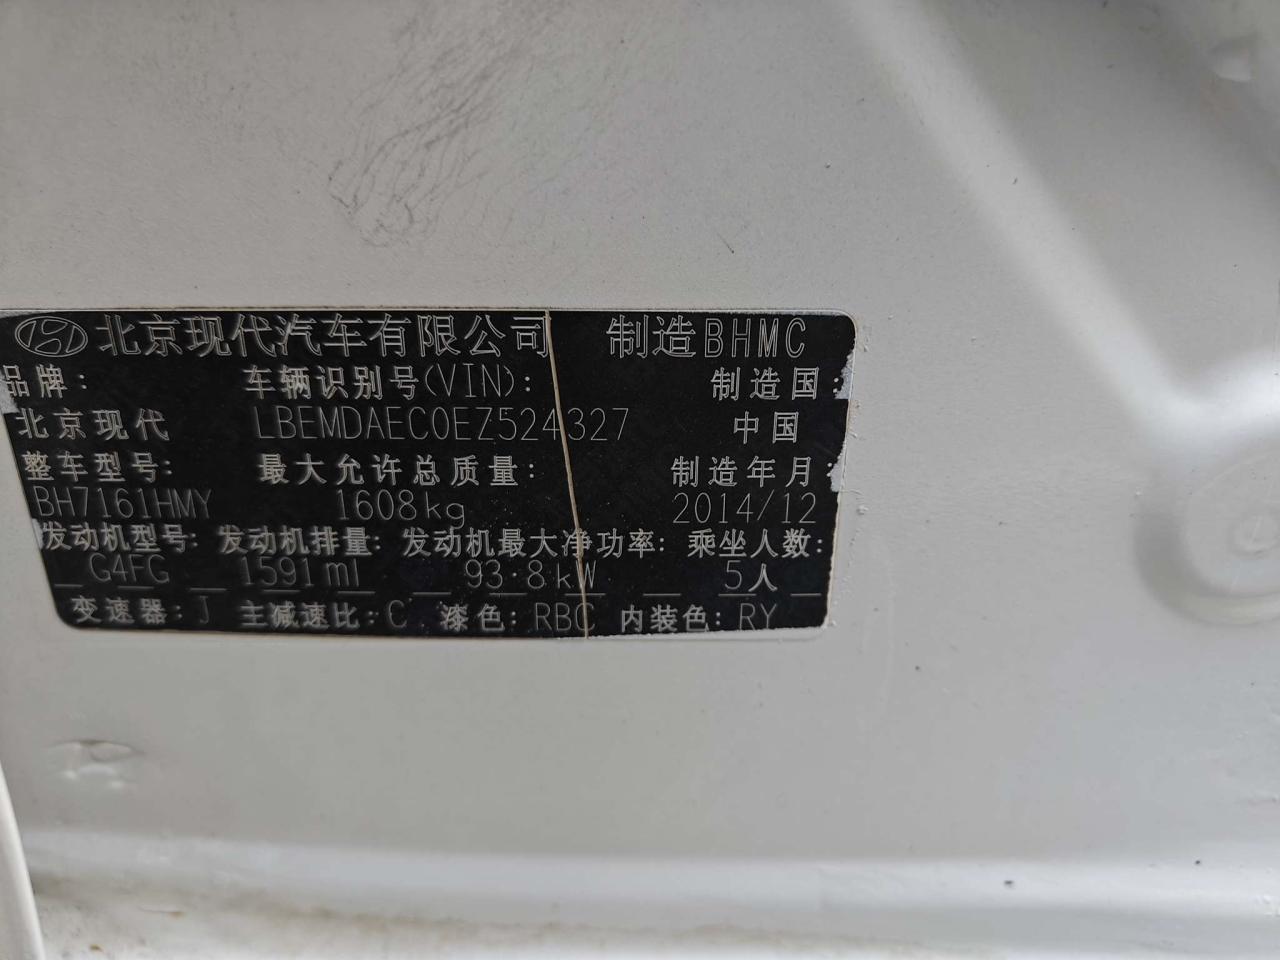 北京现代汽车有限公司 制造BHMC
品牌: 车辆识别号(VIN): 制造国:
北京现代 LBEMDAEC0EZ524327 中国
整车型号: 最大允许总质量: 制造年月:
BH7161HMY 1608kg 2014/12
发动机型号: 发动机排量: 发动机最大净功率: 乘坐人数:
G4FG 1591ml 93.8kW 5人
变速器: J 主减速比: C 漆色: RBC 内装色: RY